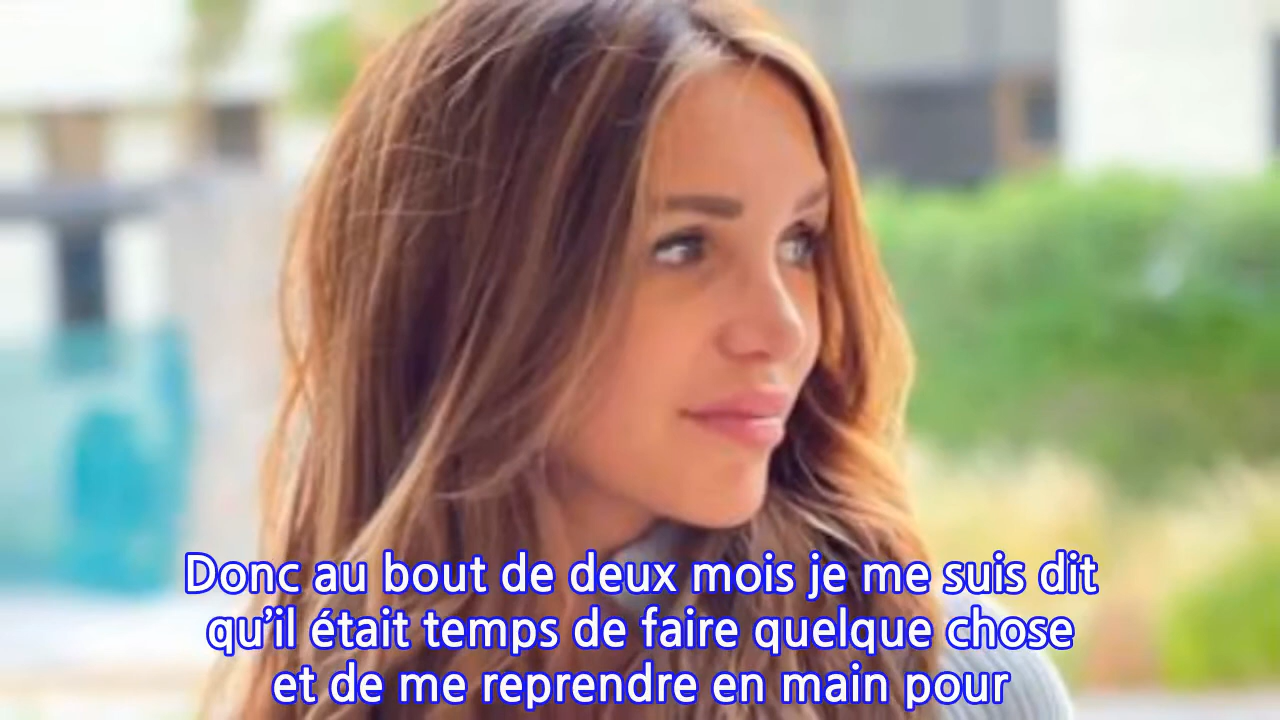 Donc au bout de deux mois je me suis dit
qu’il était temps de faire quelque chose
et de me reprendre en main pour